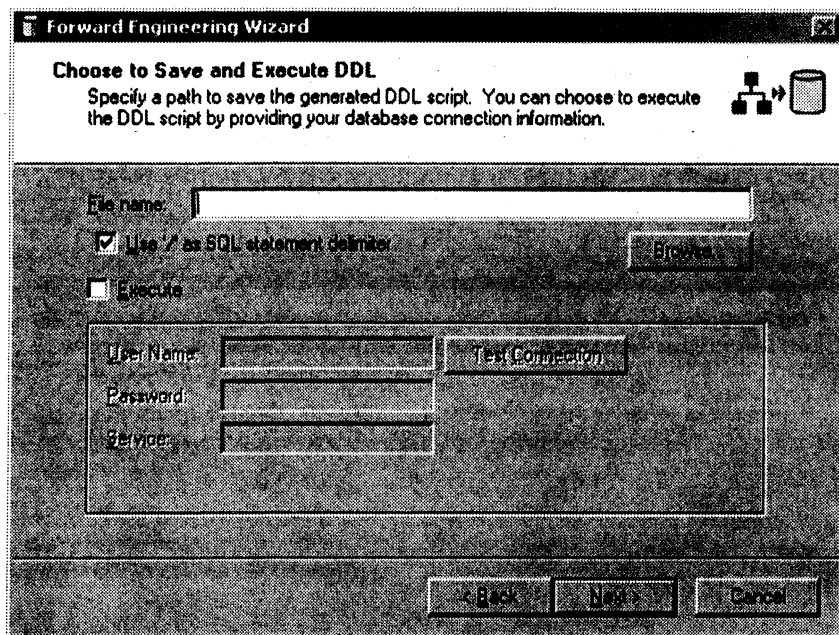 Forward Engineering Wizard
Choose to Save and Execute DDL
Specify a path to save the generated DDL script. You can choose to execute
the DDL script by providing your database connection information.
File name:
Use '/' as SQL statement delimiter
Browse...
Execute
User Name:
Test Connection
Password:
Service:
< Back
Next >
Cancel